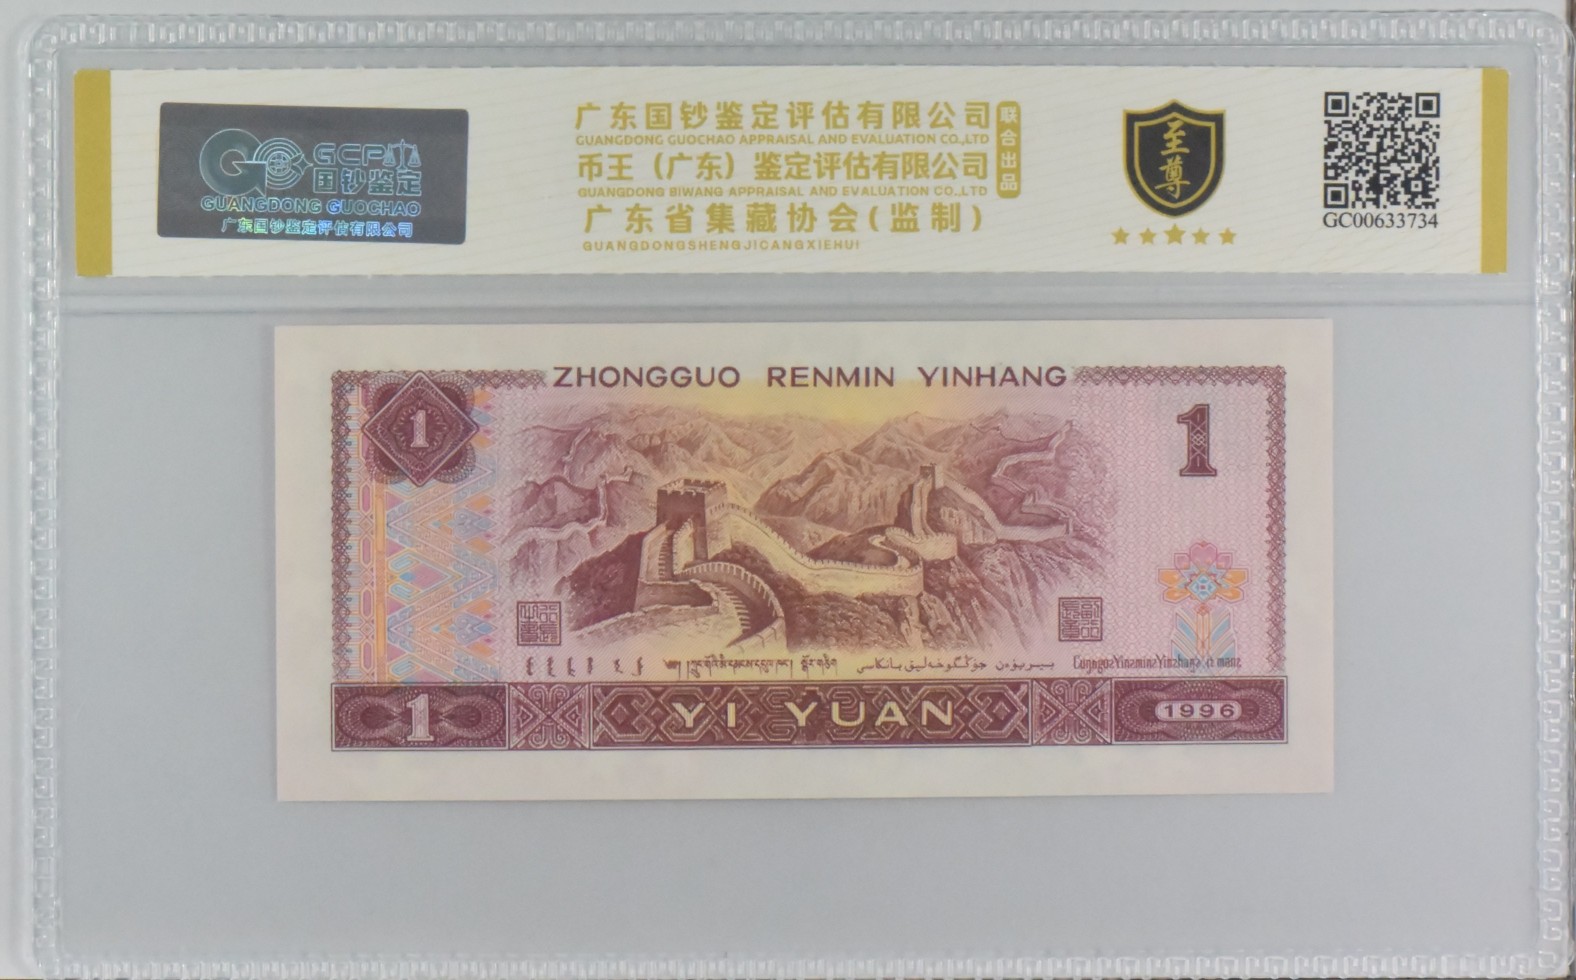 GCP
国钞鉴定
GUANGDONG GUOCHAO
广东国钞鉴定评估有限公司
广东国钞鉴定评估有限公司
GUANGDONG GUOCHAO APPRAISAL AND EVALUATION CO.,LTD
币王（广东）鉴定评估有限公司
GUANGDONG BIWANG APPRAISAL AND EVALUATION CO.,LTD
广东省集藏协会(监制)
GUANGDONGSHENGJICANGXIEHUI
联合出品
至尊
GC00633734
ZHONGGUO RENMIN YINHANG
1
1
1
YI YUAN
1996